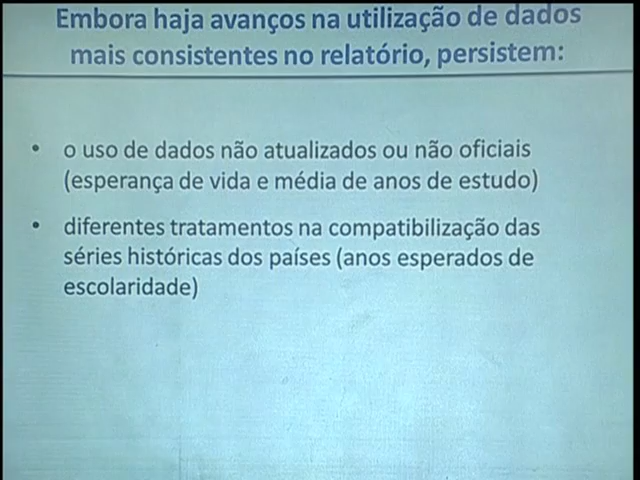 Embora haja avanços na utilização de dados
mais consistentes no relatório, persistem:
• o uso de dados não atualizados ou não oficiais
(esperança de vida e média de anos de estudo)
• diferentes tratamentos na compatibilização das
séries históricas dos países (anos esperados de
escolaridade)